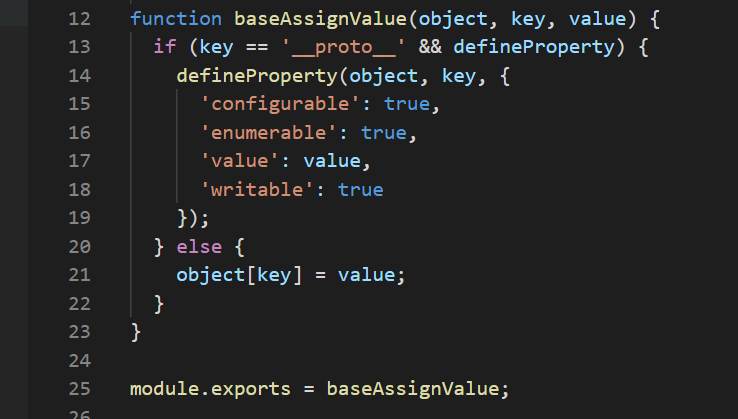 12 function baseAssignValue(object, key, value) {
13 if (key == '__proto__' && defineProperty) {
14 defineProperty(object, key, {
15 'configurable': true,
16 'enumerable': true,
17 'value': value,
18 'writable': true
19 });
20 } else {
21 object[key] = value;
22 }
23 }
24
25 module.exports = baseAssignValue;
26